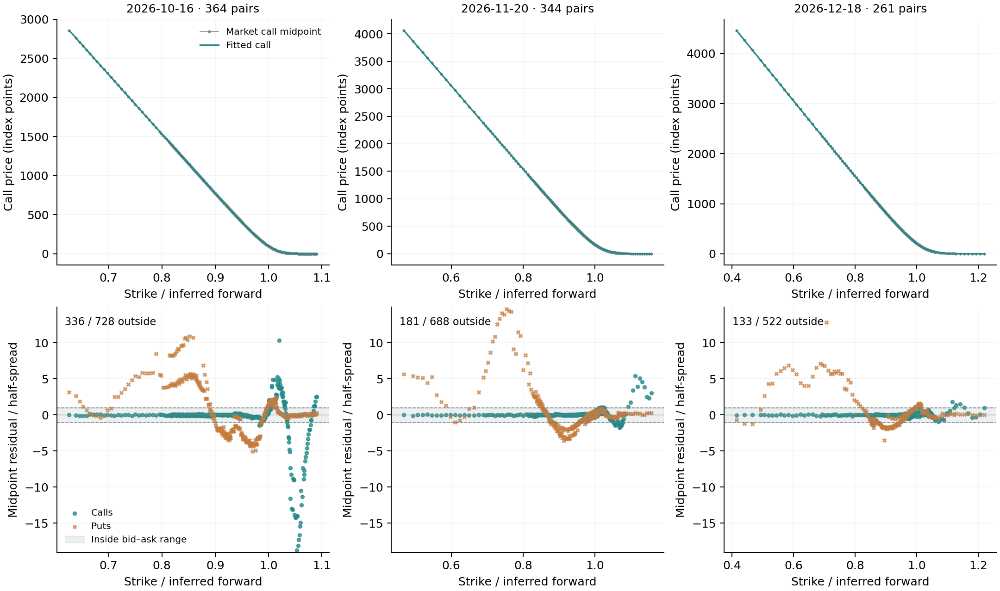 2026-10-16 · 364 pairs
Call price (index points)
3000
2500
2000
1500
1000
500
0
Market call midpoint
Fitted call
0.7
0.8
0.9
1.0
1.1
Strike / inferred forward
2026-11-20 · 344 pairs
Call price (index points)
4000
3500
3000
2500
2000
1500
1000
500
0
0.6
0.8
1.0
Strike / inferred forward
2026-12-18 · 261 pairs
Call price (index points)
4000
3000
2000
1000
0
0.4
0.6
0.8
1.0
1.2
Strike / inferred forward
336 / 728 outside
Midpoint residual / half-spread
10
5
0
−5
−10
−15
Calls
Puts
Inside bid–ask range
0.7
0.8
0.9
1.0
1.1
Strike / inferred forward
181 / 688 outside
Midpoint residual / half-spread
10
5
0
−5
−10
−15
0.6
0.8
1.0
Strike / inferred forward
133 / 522 outside
Midpoint residual / half-spread
10
5
0
−5
−10
−15
0.4
0.6
0.8
1.0
1.2
Strike / inferred forward